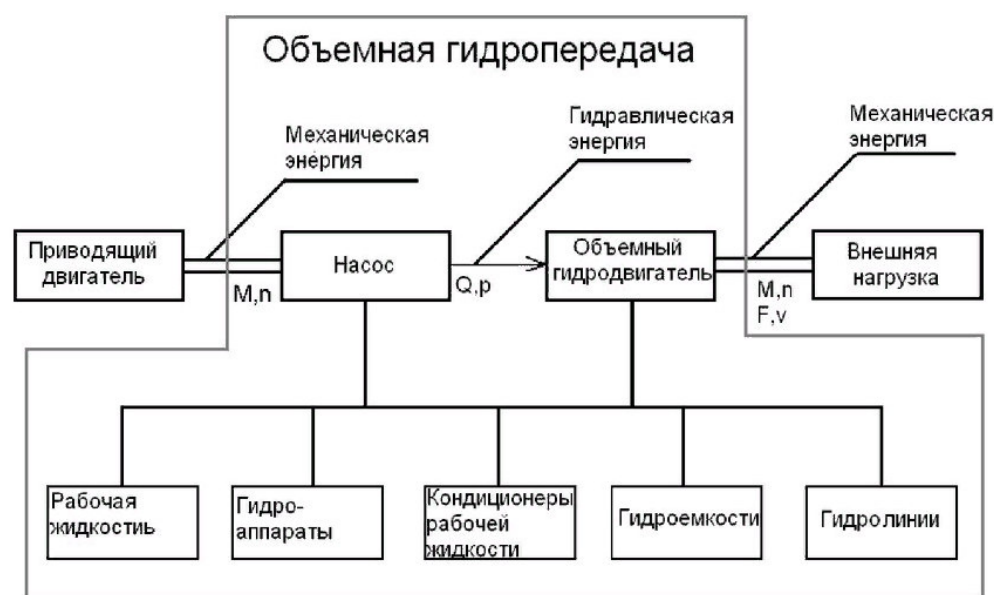 Объемная гидропередача
Механическая
энергия
Гидравлическая
энергия
Механическая
энергия
Приводящий
двигатель
M,n
Насос
Q,p
Объемный
гидродвигатель
M,n
F,v
Внешняя
нагрузка
Рабочая
жидкостиь
Гидро-
аппараты
Кондиционеры
рабочей
жидкости
Гидроемкости
Гидролинии